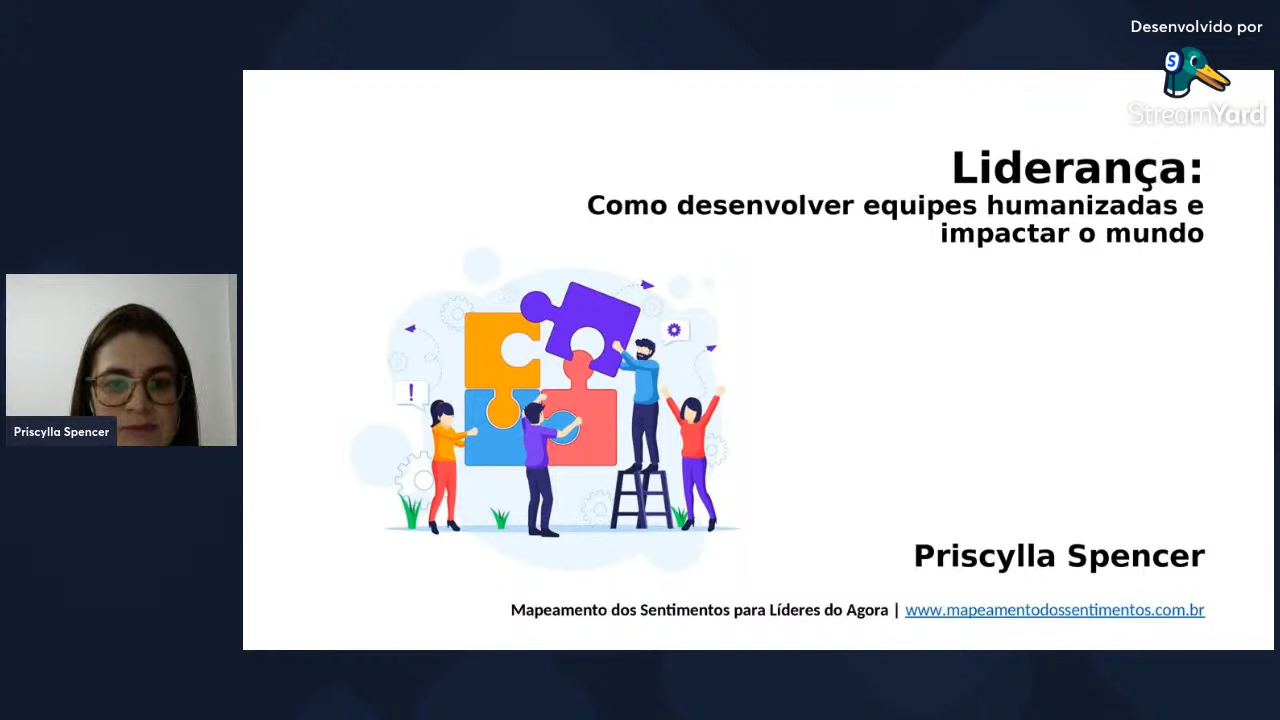 Desenvolvido por
StreamYard
Liderança:
Como desenvolver equipes humanizadas e
impactar o mundo
!
Priscylla Spencer
Priscylla Spencer
Mapeamento dos Sentimentos para Líderes do Agora | www.mapeamentodossentimentos.com.br